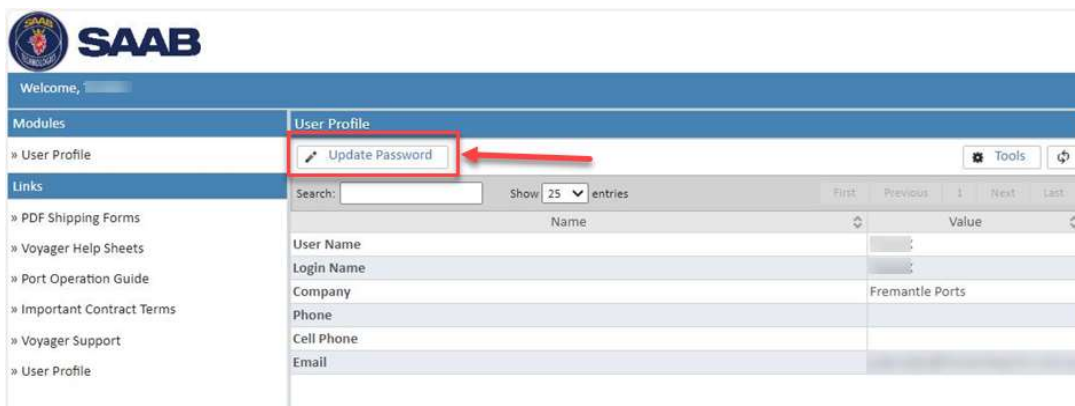 SAAB
SAAB
Welcome,
Modules
» User Profile
Links
» PDF Shipping Forms
» Voyager Help Sheets
» Port Operation Guide
» Important Contract Terms
» Voyager Support
» User Profile
User Profile
Update Password
Tools
Search: Show 25 entries First Previous 1 Next Last
Name Value
User Name
Login Name
Company Fremantle Ports
Phone
Cell Phone
Email